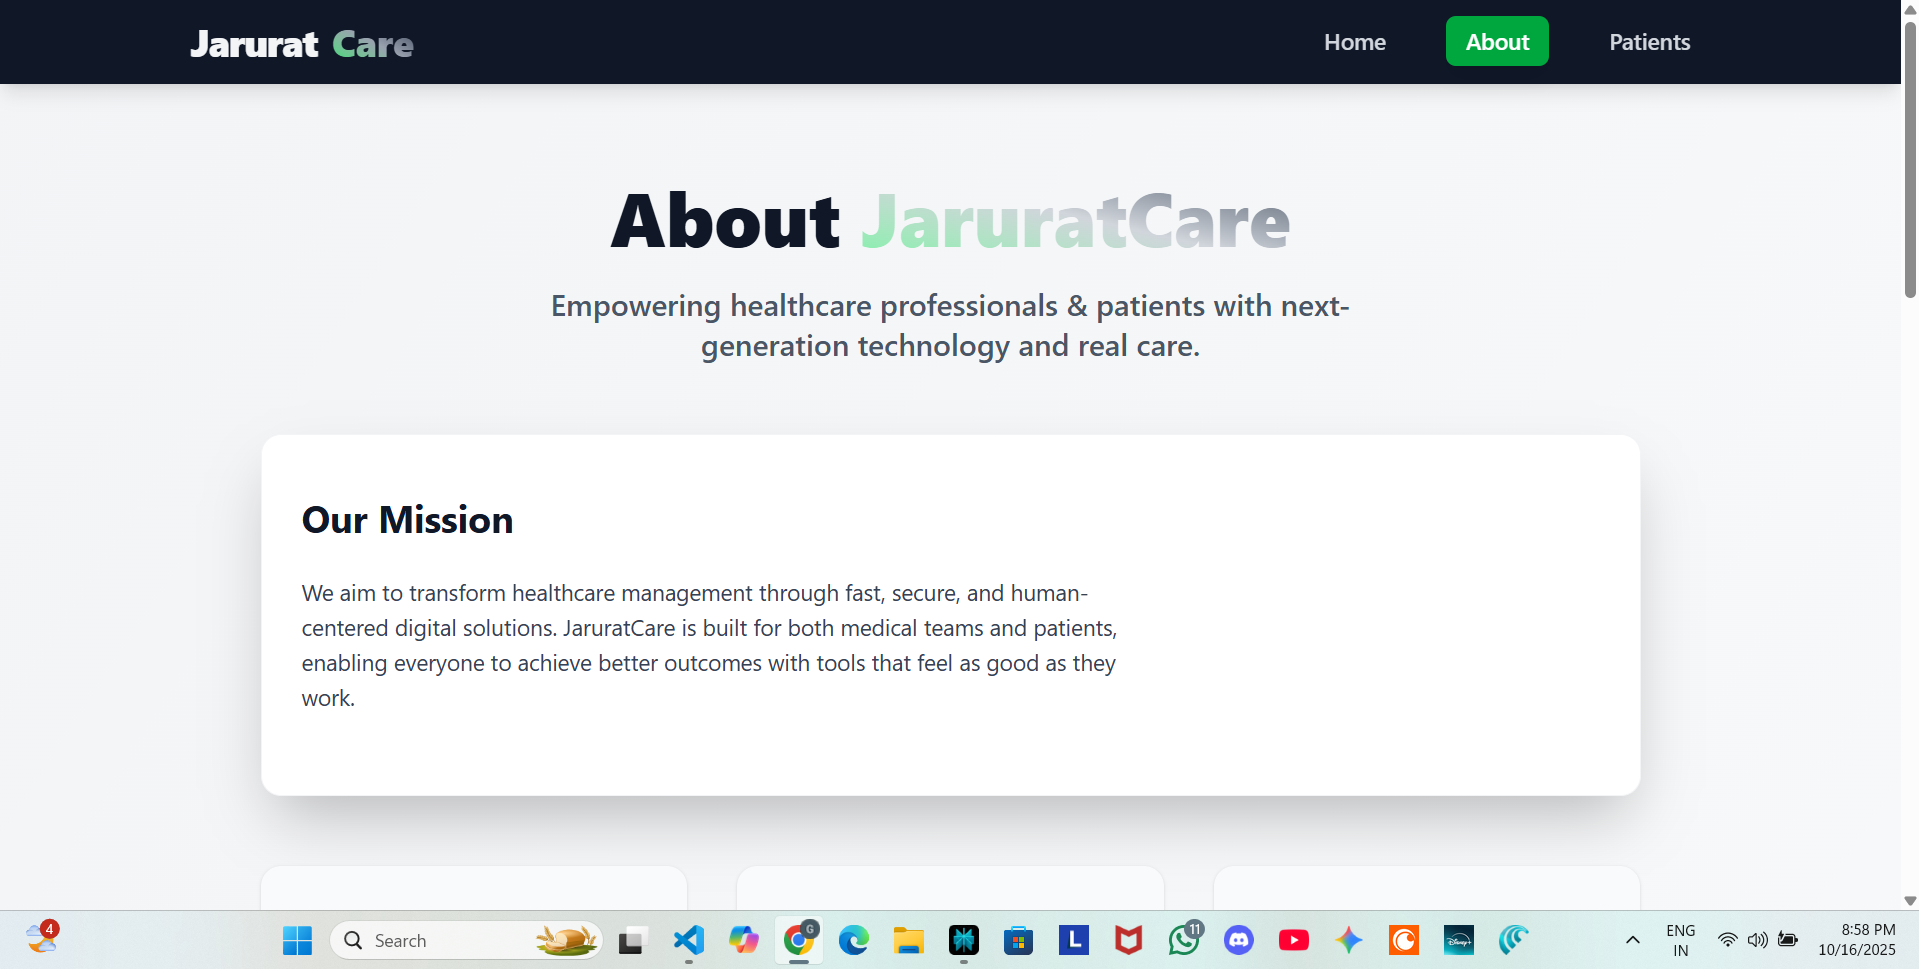 Jarurat Care
Home
About
Patients
About JaruratCare
Empowering healthcare professionals & patients with next-
generation technology and real care.
Our Mission
We aim to transform healthcare management through fast, secure, and human-
centered digital solutions. JaruratCare is built for both medical teams and patients,
enabling everyone to achieve better outcomes with tools that feel as good as they
work.
4
Search
G
L
11
Disney+
ENG
IN
8:58 PM
10/16/2025